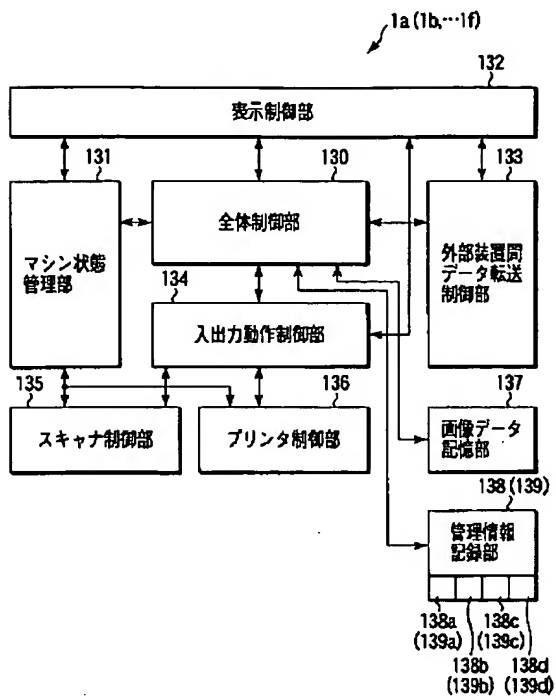 1a(1b,…1f)
132
表示制御部
131
130
133
マシン状態
管理部
全体制御部
外部装置間
データ転送
制御部
134
入出力動作制御部
135
136
137
スキャナ制御部
プリンタ制御部
画像データ
記憶部
138(139)
管理情報
記録部
138a
(139a)
138c
(139c)
138b
(139b)
138d
(139d)